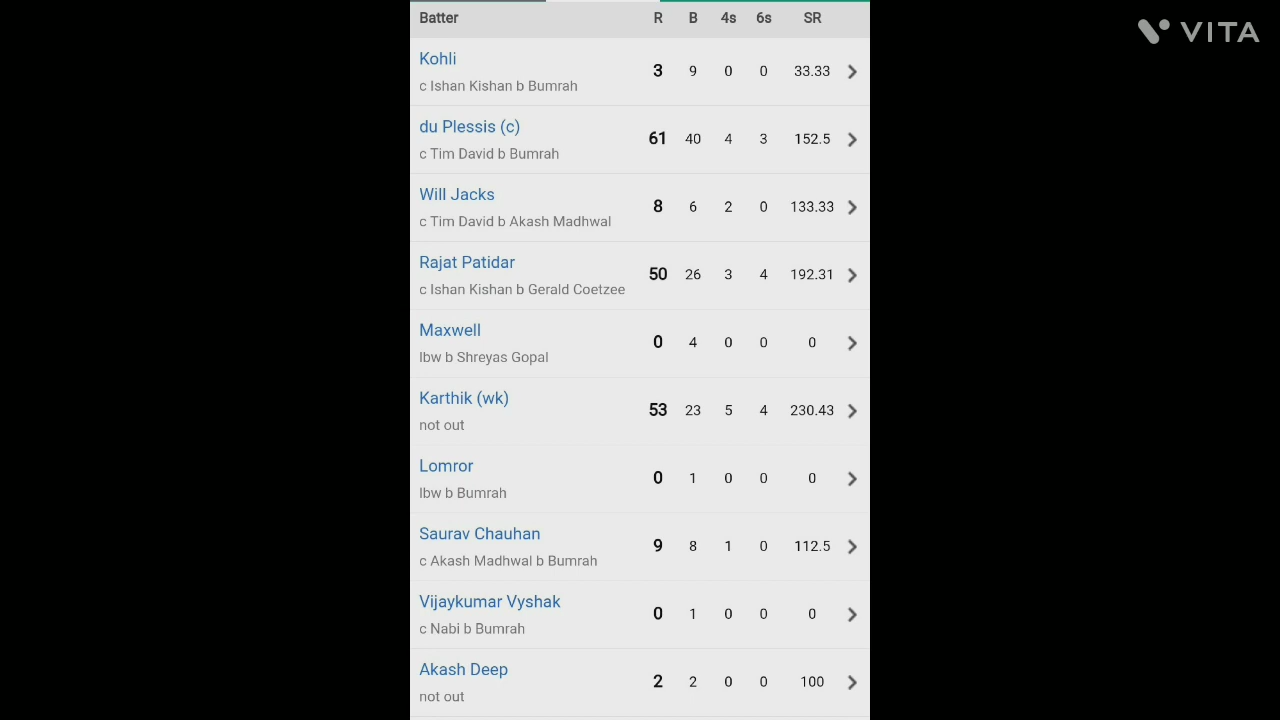 VITA
Batter R B 4s 6s SR
Kohli 3 9 0 0 33.33
c Ishan Kishan b Bumrah
du Plessis (c) 61 40 4 3 152.5
c Tim David b Bumrah
Will Jacks 8 6 2 0 133.33
c Tim David b Akash Madhwal
Rajat Patidar 50 26 3 4 192.31
c Ishan Kishan b Gerald Coetzee
Maxwell 0 4 0 0 0
lbw b Shreyas Gopal
Karthik (wk) 53 23 5 4 230.43
not out
Lomror 0 1 0 0 0
lbw b Bumrah
Saurav Chauhan 9 8 1 0 112.5
c Akash Madhwal b Bumrah
Vijaykumar Vyshak 0 1 0 0 0
c Nabi b Bumrah
Akash Deep 2 2 0 0 100
not out